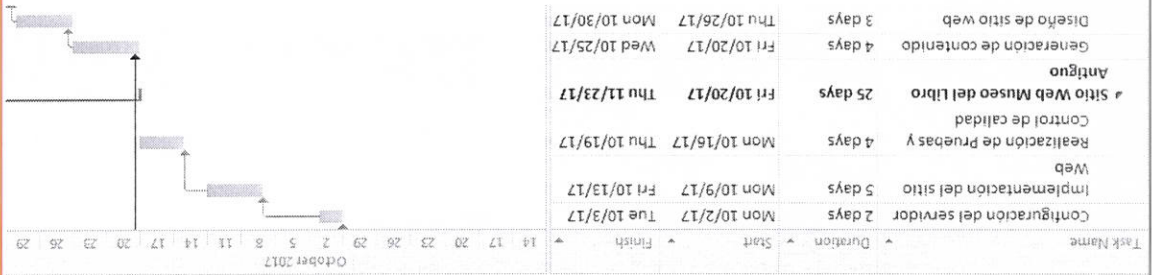 October 2017
Task Name Duration Start Finish 14 17 20 23 26 29 2 5 8 11 14 17 20 23 26 29
Configuración del servidor 2 days Mon 10/2/17 Tue 10/3/17
Implementación del sitio 5 days Mon 10/9/17 Fri 10/13/17
Web
Realización de Pruebas y 4 days Mon 10/16/17 Thu 10/19/17
Control de calidad
Sitio Web Museo del Libro 25 days Fri 10/20/17 Thu 11/23/17
Antiguo
Generación de contenido 4 days Fri 10/20/17 Wed 10/25/17
Diseño de sitio web 3 days Thu 10/26/17 Mon 10/30/17